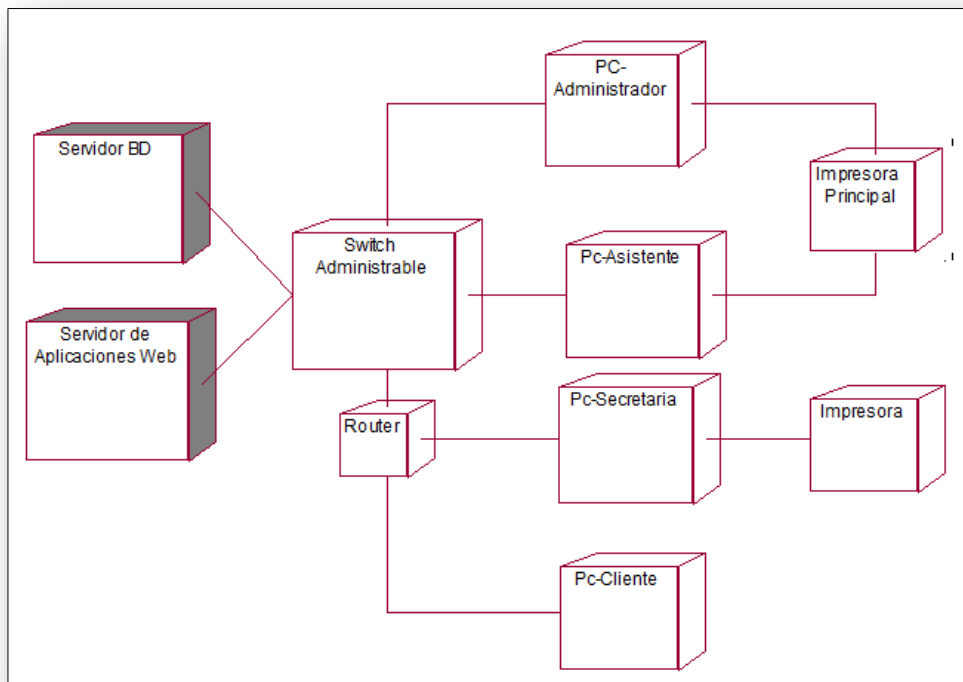 PC-
Administrador
Servidor BD
Impresora
Principal
Switch
Administrable
Pc-Asistente
Servidor de
Aplicaciones Web
Pc-Secretaria
Impresora
Router
Pc-Cliente